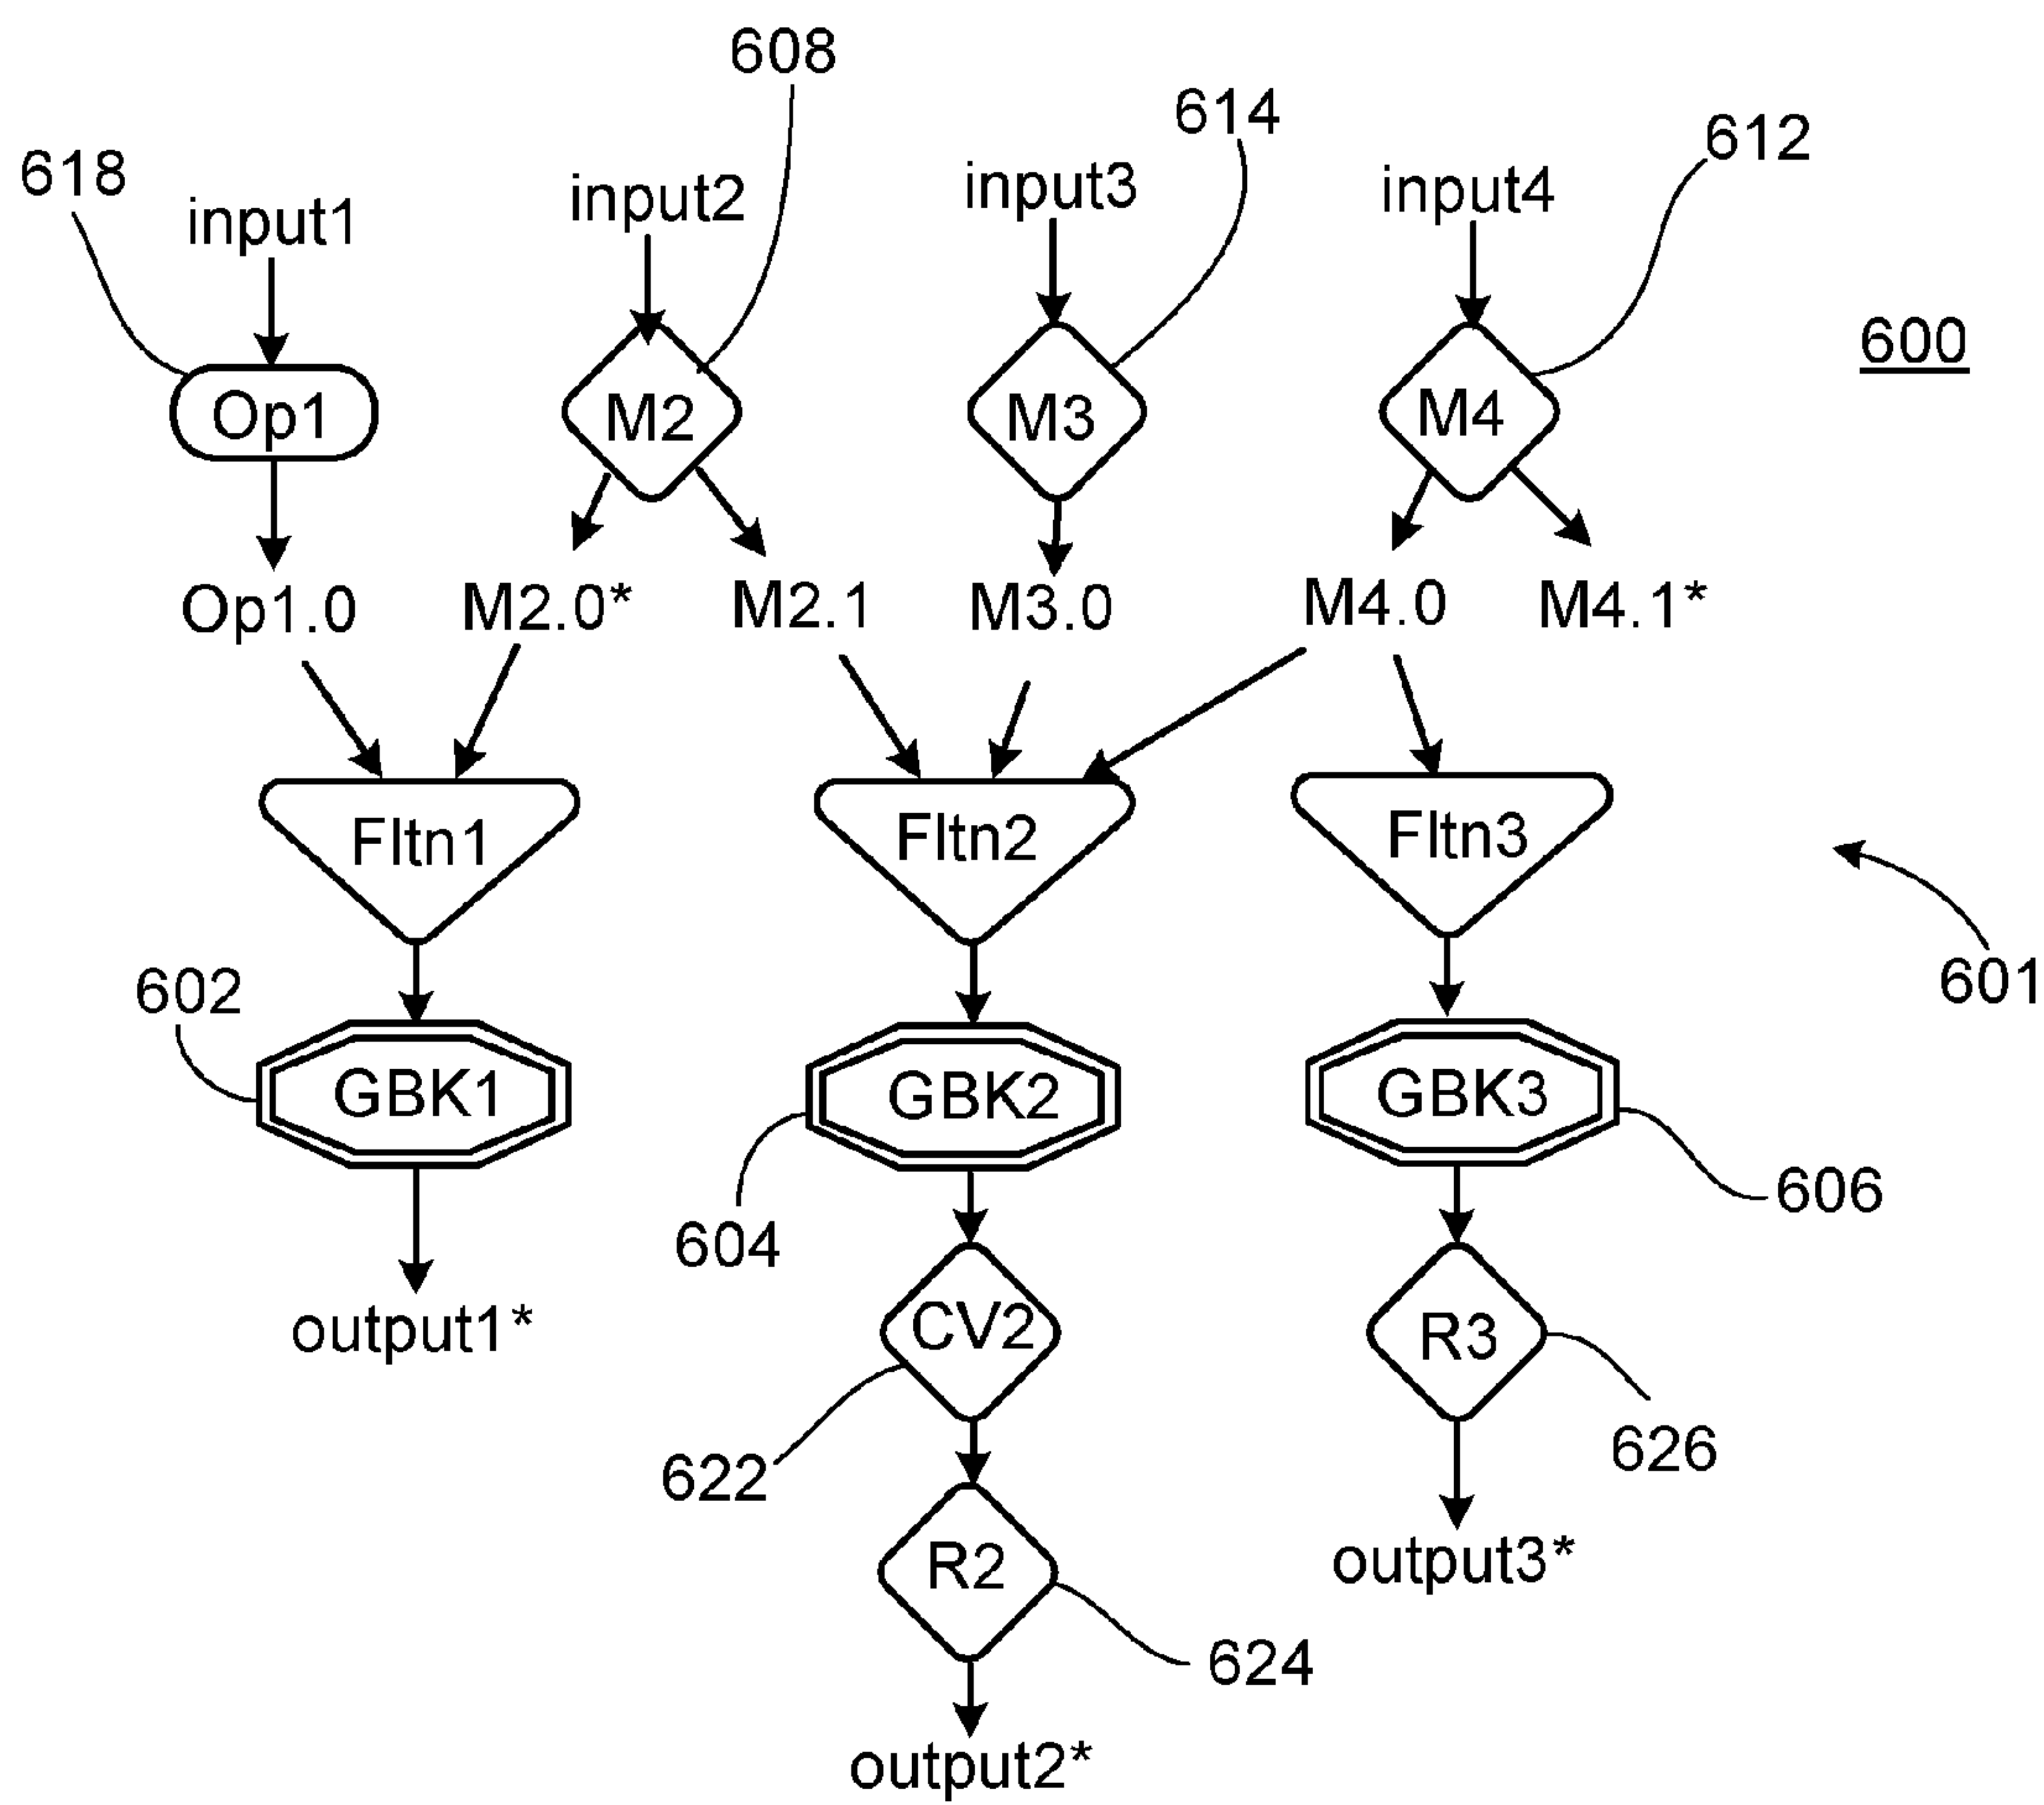 608
614
612
618
input1
input2
input3
input4
600
Op1
M2
M3
M4
Op1.0
M2.0*
M2.1
M3.0
M4.0
M4.1*
Fltn1
Fltn2
Fltn3
601
602
GBK1
GBK2
GBK3
604
606
output1*
CV2
R3
622
626
R2
output3*
624
output2*